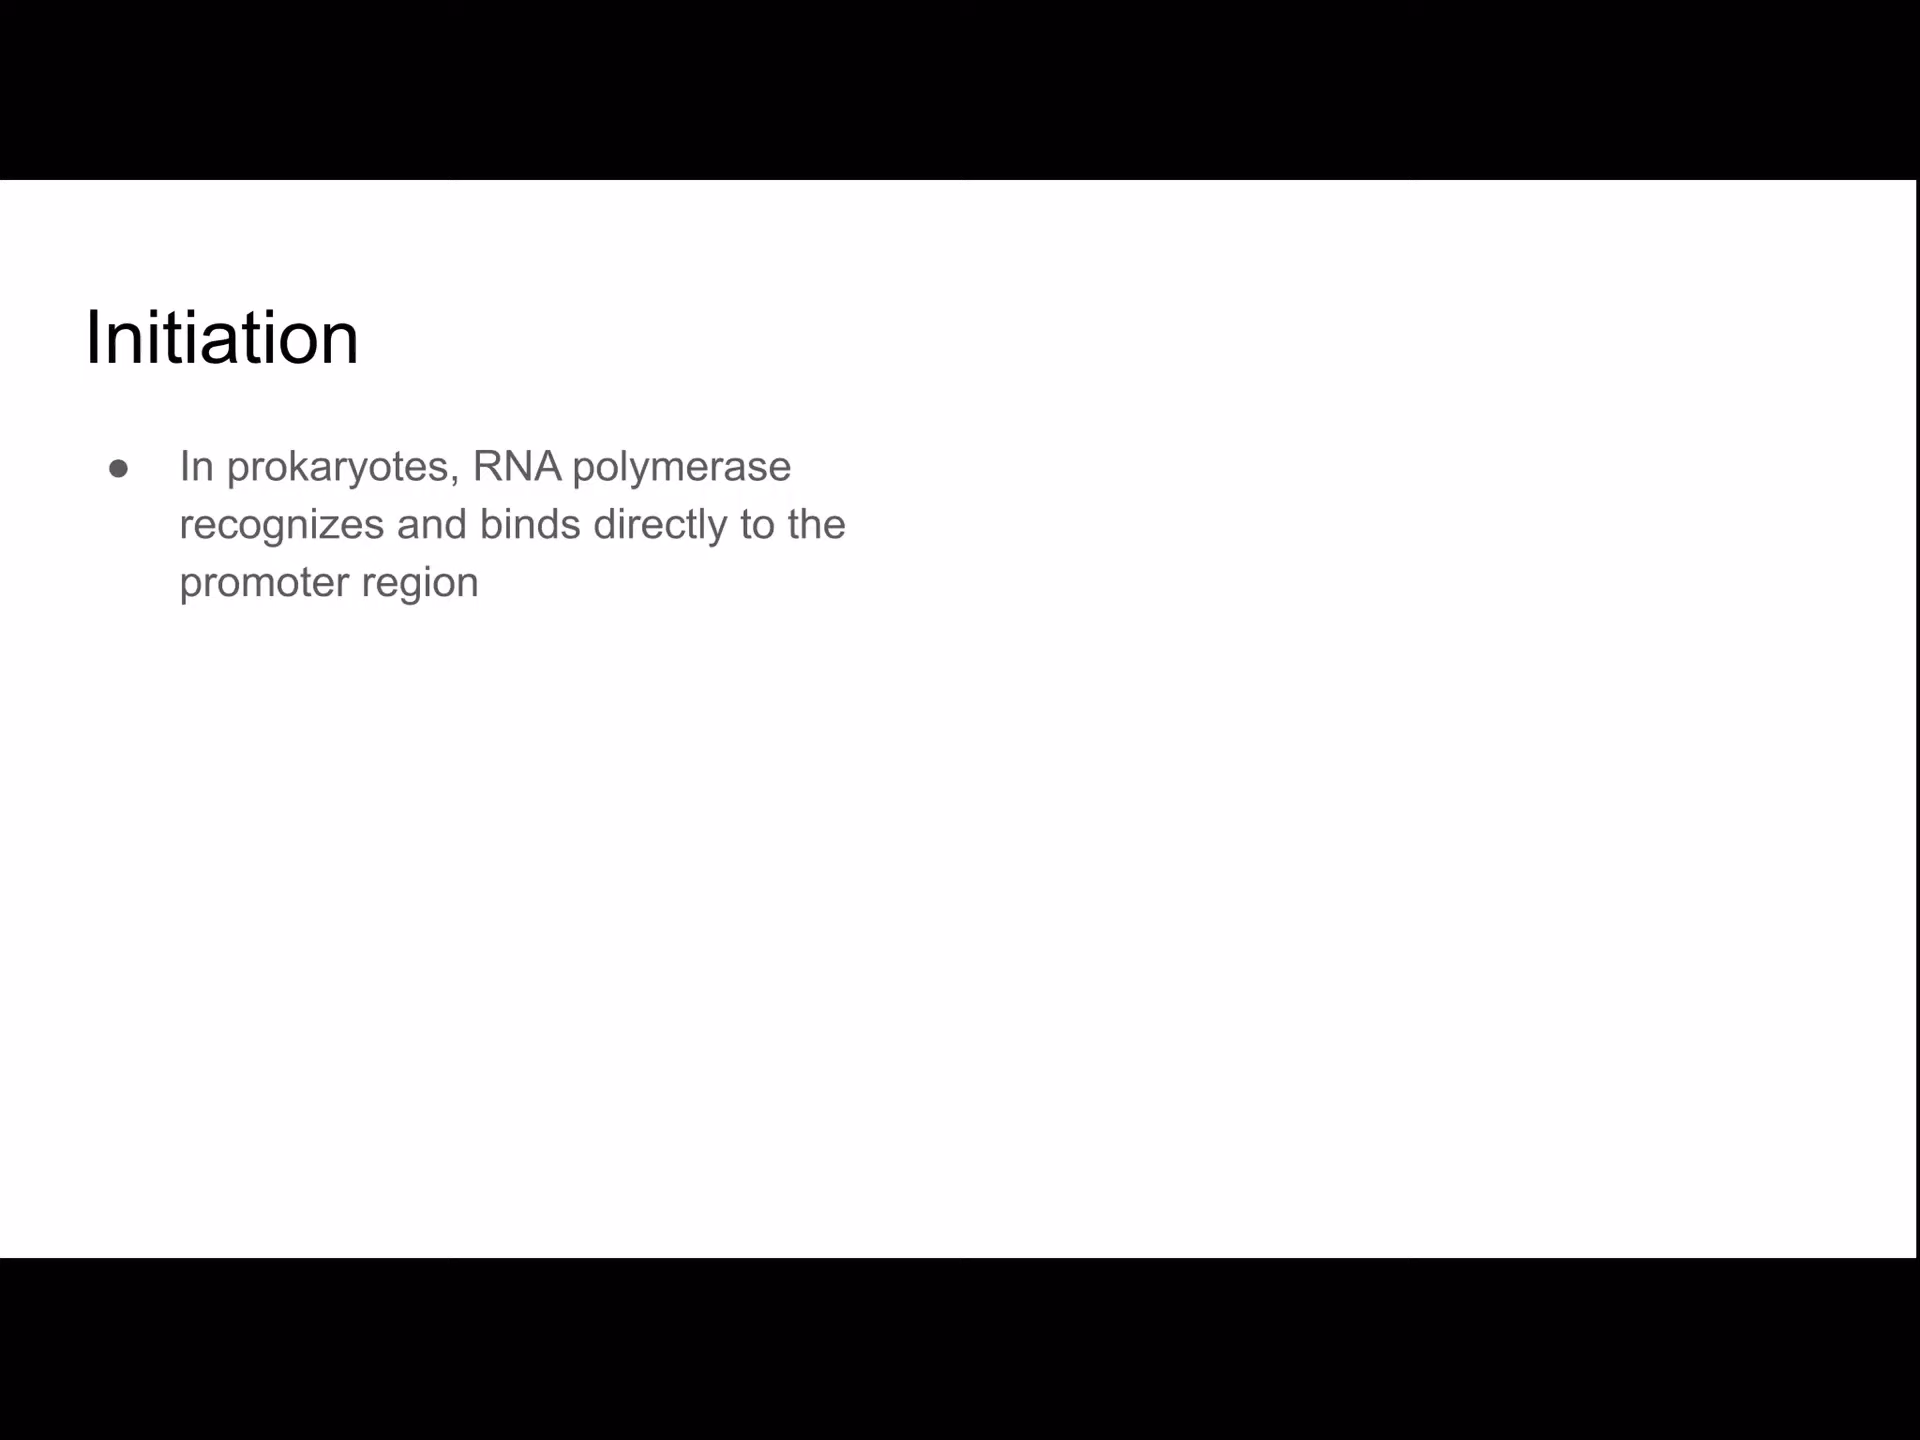 Initiation
● In prokaryotes, RNA polymerase
recognizes and binds directly to the
promoter region